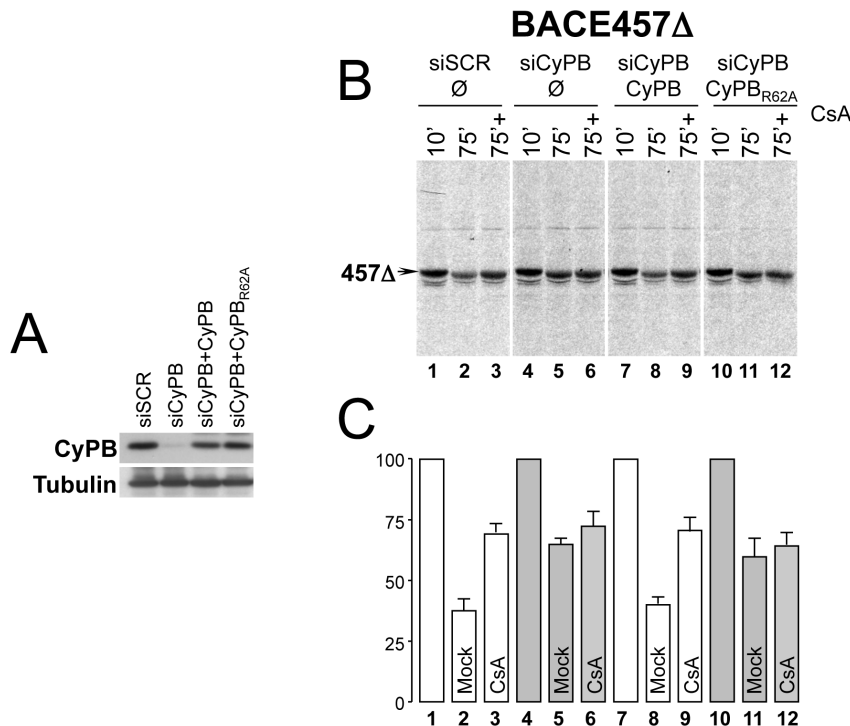 BACE457Δ
B
siSCR siCyPB siCyPB siCyPB
Ø Ø CyPB CyPB_R62A
10' 75' 75'+ 10' 75' 75'+ 10' 75' 75'+ 10' 75' 75'+ CsA
457Δ
1 2 3 4 5 6 7 8 9 10 11 12
A
siSCR siCyPB siCyPB+CyPB siCyPB+CyPB_R62A
CyPB
Tubulin
C
100
75
50
25
0
Mock CsA Mock CsA Mock CsA Mock CsA
1 2 3 4 5 6 7 8 9 10 11 12